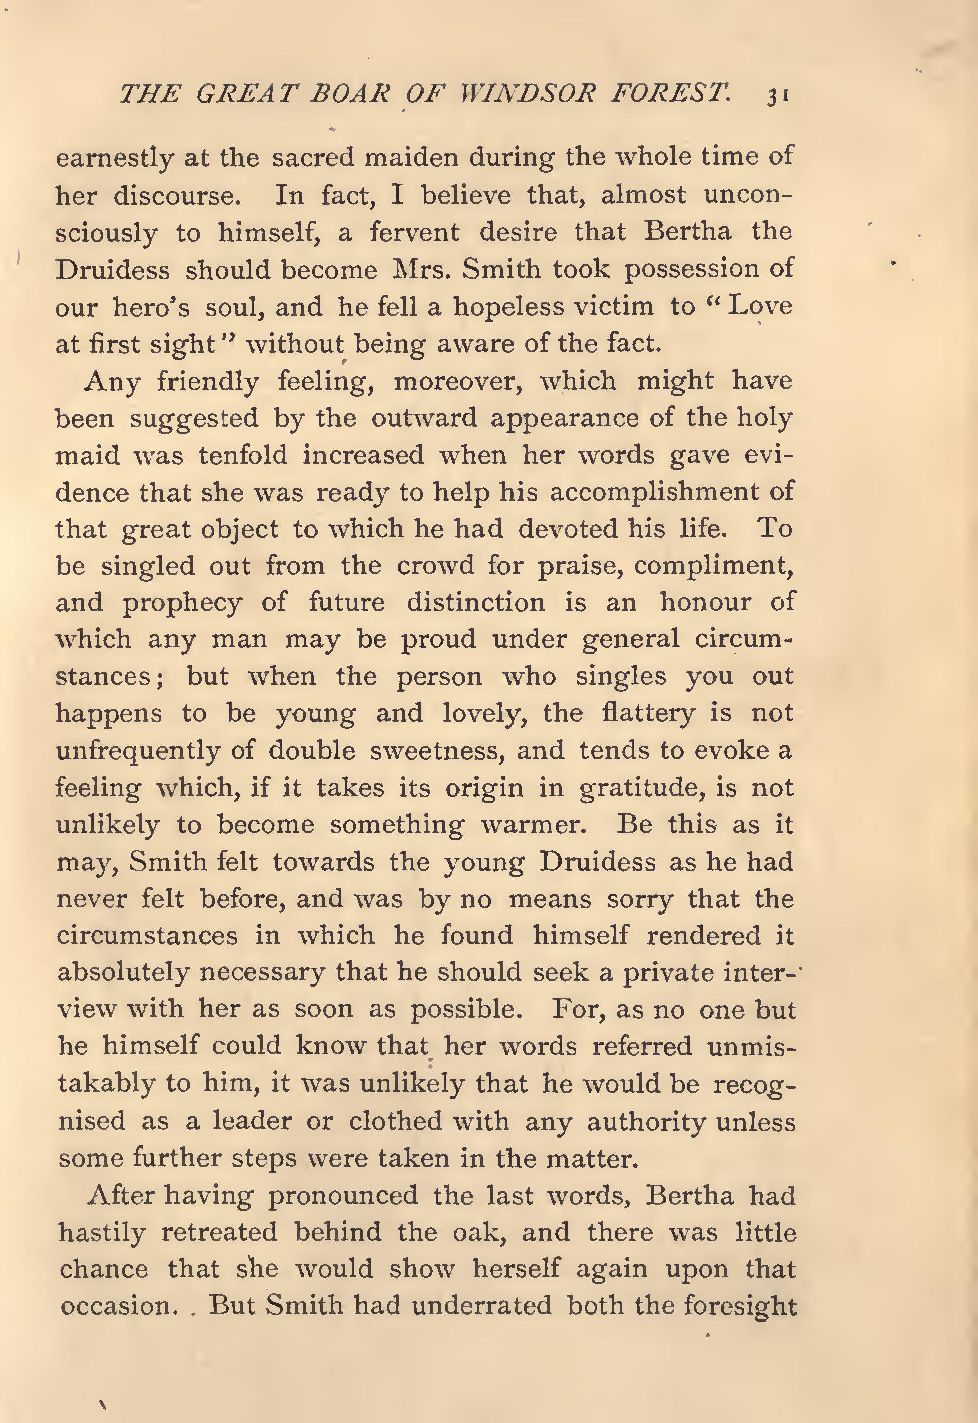 THE GREAT BOAR OF WINDSOR FOREST. 31
earnestly at the sacred maiden during the whole time of
her discourse. In fact, I believe that, almost uncon-
sciously to himself, a fervent desire that Bertha the
Druidess should become Mrs. Smith took possession of
our hero's soul, and he fell a hopeless victim to "Love
at first sight" without being aware of the fact.
Any friendly feeling, moreover, which might have
been suggested by the outward appearance of the holy
maid was tenfold increased when her words gave evi-
dence that she was ready to help his accomplishment of
that great object to which he had devoted his life. To
be singled out from the crowd for praise, compliment,
and prophecy of future distinction is an honour of
which any man may be proud under general circum-
stances; but when the person who singles you out
happens to be young and lovely, the flattery is not
unfrequently of double sweetness, and tends to evoke a
feeling which, if it takes its origin in gratitude, is not
unlikely to become something warmer. Be this as it
may, Smith felt towards the young Druidess as he had
never felt before, and was by no means sorry that the
circumstances in which he found himself rendered it
absolutely necessary that he should seek a private inter-
view with her as soon as possible. For, as no one but
he himself could know that her words referred unmis-
takably to him, it was unlikely that he would be recog-
nised as a leader or clothed with any authority unless
some further steps were taken in the matter.
After having pronounced the last words, Bertha had
hastily retreated behind the oak, and there was little
chance that she would show herself again upon that
occasion. But Smith had underrated both the foresight